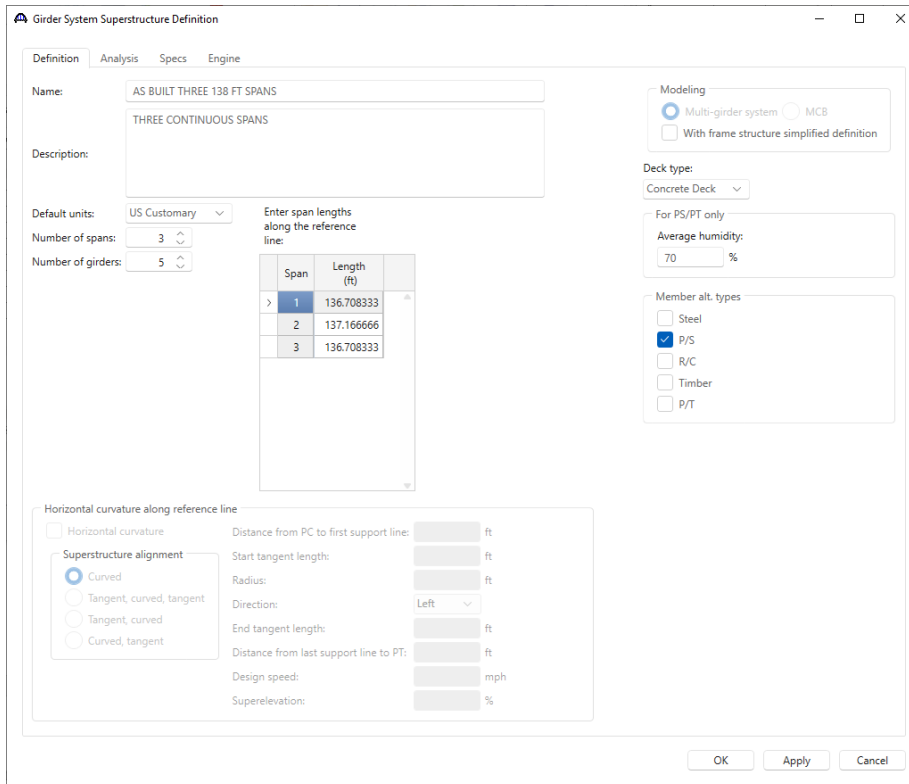 Girder System Superstructure Definition
Definition Analysis Specs Engine
Name: AS BUILT THREE 138 FT SPANS
Description: THREE CONTINUOUS SPANS
Default units: US Customary
Number of spans: 3
Number of girders: 5
Enter span lengths
along the reference
line:
Span Length
(ft)
> 1 136.708333
2 137.166666
3 136.708333
Modeling
Multi-girder system MCB
With frame structure simplified definition
Deck type:
Concrete Deck
For PS/PT only
Average humidity:
70 %
Member alt. types
Steel
P/S
R/C
Timber
P/T
Horizontal curvature along reference line
Horizontal curvature
Superstructure alignment
Curved
Tangent, curved, tangent
Tangent, curved
Curved, tangent
Distance from PC to first support line: ft
Start tangent length: ft
Radius: ft
Direction: Left
End tangent length: ft
Distance from last support line to PT: ft
Design speed: mph
Superelevation: %
OK Apply Cancel